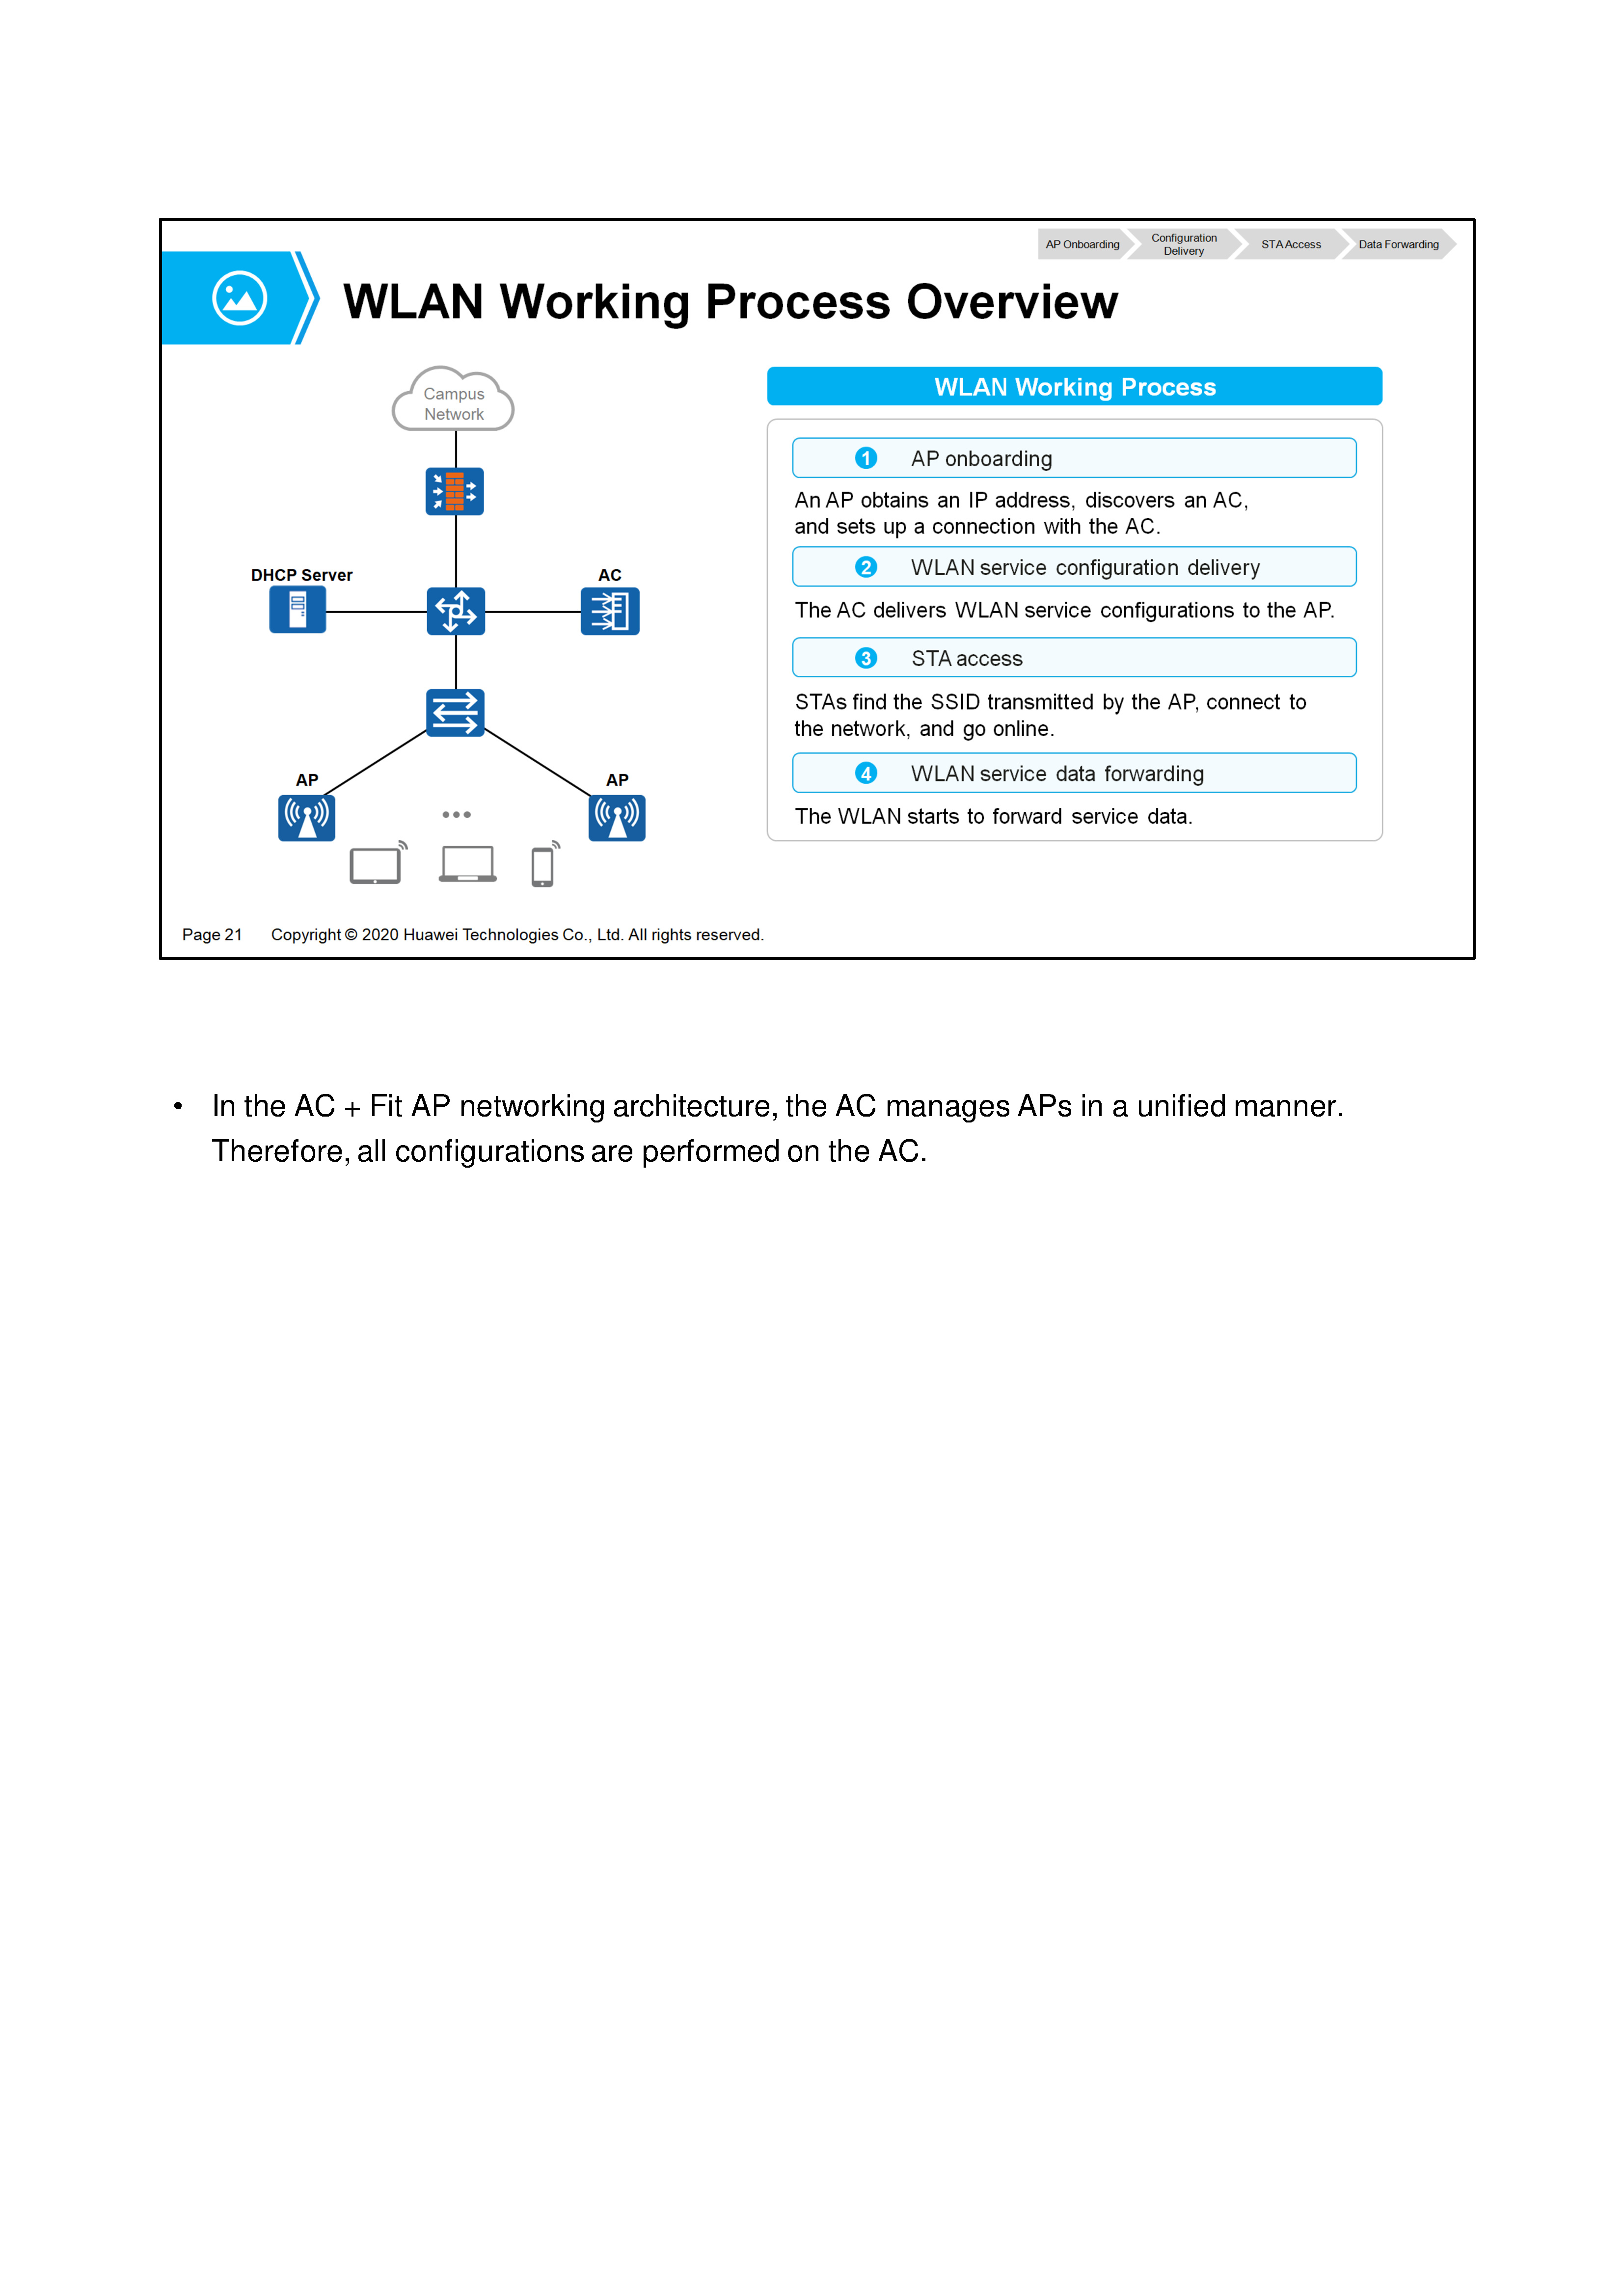 AP Onboarding
Configuration
Delivery
STA Access
Data Forwarding
WLAN Working Process Overview
Campus
Network
DHCP Server
AC
AP
AP
WLAN Working Process
1 AP onboarding
An AP obtains an IP address, discovers an AC,
and sets up a connection with the AC.
2 WLAN service configuration delivery
The AC delivers WLAN service configurations to the AP.
3 STA access
STAs find the SSID transmitted by the AP, connect to
the network, and go online.
4 WLAN service data forwarding
The WLAN starts to forward service data.
Page 21 Copyright © 2020 Huawei Technologies Co., Ltd. All rights reserved.
• In the AC + Fit AP networking architecture, the AC manages APs in a unified manner.
Therefore, all configurations are performed on the AC.